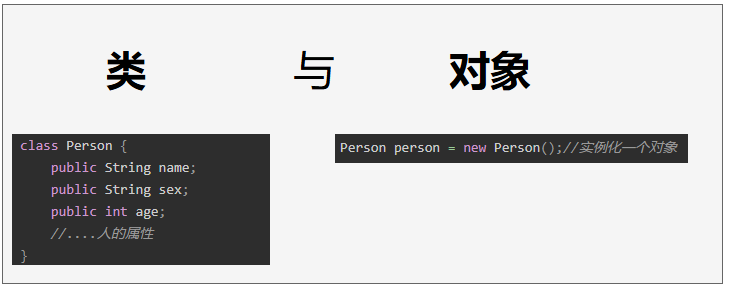 类 与 对象
class Person {
public String name;
public String sex;
public int age;
//....人的属性
}
Person person = new Person();//实例化一个对象